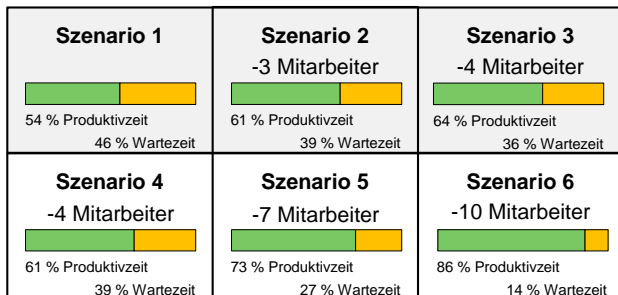 Szenario 1
54 % Produktivzeit
46 % Wartezeit
Szenario 2
-3 Mitarbeiter
61 % Produktivzeit
39 % Wartezeit
Szenario 3
-4 Mitarbeiter
64 % Produktivzeit
36 % Wartezeit
Szenario 4
-4 Mitarbeiter
61 % Produktivzeit
39 % Wartezeit
Szenario 5
-7 Mitarbeiter
73 % Produktivzeit
27 % Wartezeit
Szenario 6
-10 Mitarbeiter
86 % Produktivzeit
14 % Wartezeit